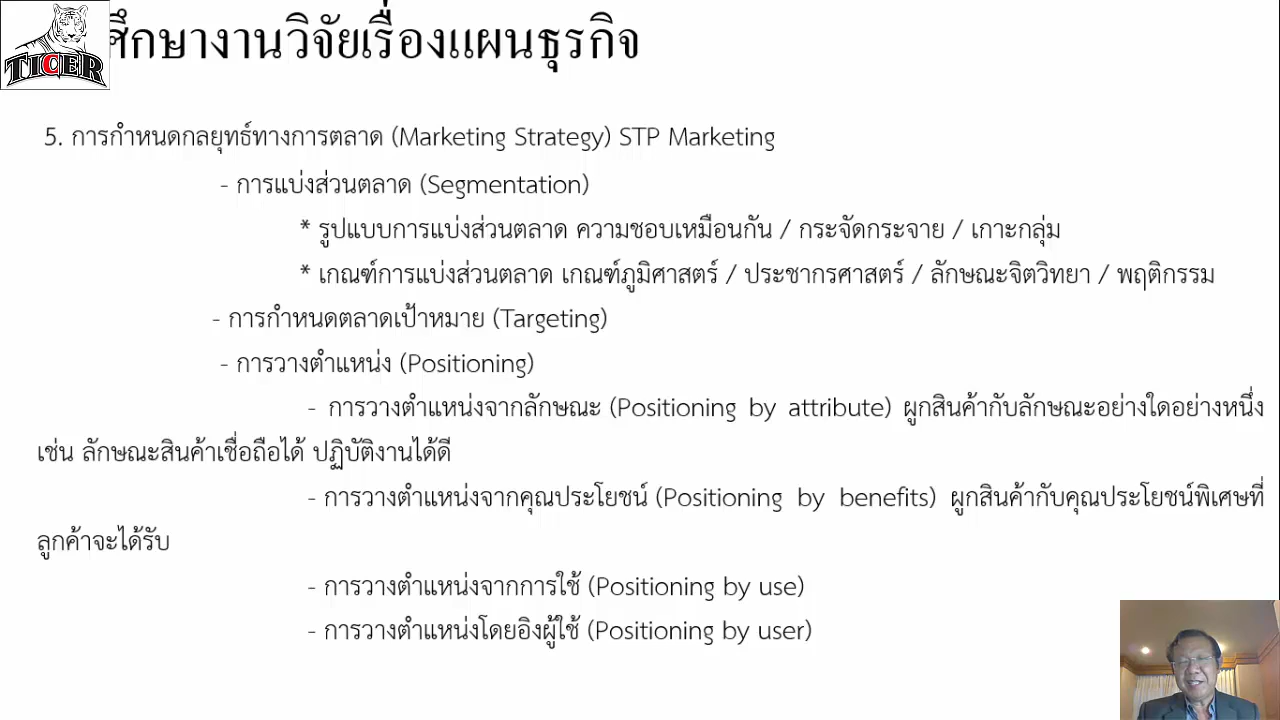 TICER
ศึกษางานวิจัยเรื่องแผนธุรกิจ
5. การกำหนดกลยุทธ์ทางการตลาด (Marketing Strategy) STP Marketing
- การแบ่งส่วนตลาด (Segmentation)
* รูปแบบการแบ่งส่วนตลาด ความชอบเหมือนกัน / กระจัดกระจาย / เกาะกลุ่ม
* เกณฑ์การแบ่งส่วนตลาด เกณฑ์ภูมิศาสตร์ / ประชากรศาสตร์ / ลักษณะจิตวิทยา / พฤติกรรม
- การกำหนดตลาดเป้าหมาย (Targeting)
- การวางตำแหน่ง (Positioning)
- การวางตำแหน่งจากลักษณะ (Positioning by attribute) ผูกสินค้ากับลักษณะอย่างใดอย่างหนึ่ง
เช่น ลักษณะสินค้าเชื่อถือได้ ปฏิบัติงานได้ดี
- การวางตำแหน่งจากคุณประโยชน์ (Positioning by benefits) ผูกสินค้ากับคุณประโยชน์พิเศษที่
ลูกค้าจะได้รับ
- การวางตำแหน่งจากการใช้ (Positioning by use)
- การวางตำแหน่งโดยอิงผู้ใช้ (Positioning by user)